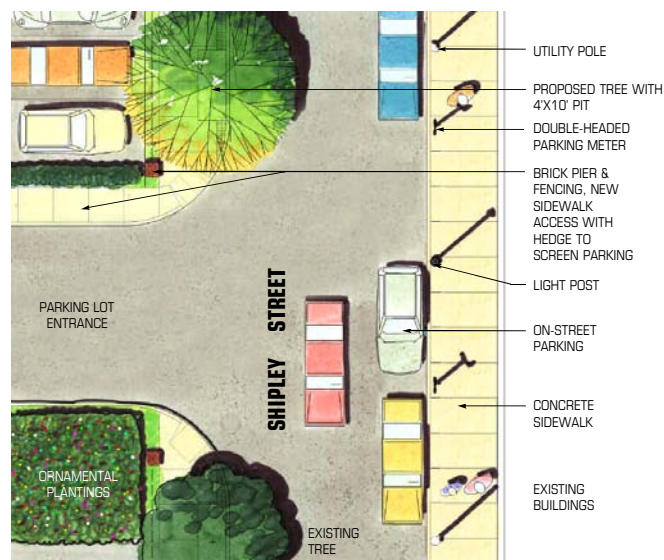 UTILITY POLE
PROPOSED TREE WITH
4'X10' PIT
DOUBLE-HEADED
PARKING METER
BRICK PIER &
FENCING, NEW
SIDEWALK
ACCESS WITH
HEDGE TO
SCREEN PARKING
LIGHT POST
ON-STREET
PARKING
CONCRETE
SIDEWALK
EXISTING
BUILDINGS
PARKING LOT
ENTRANCE
SHIPLEY STREET
ORNAMENTAL
PLANTINGS
EXISTING
TREE